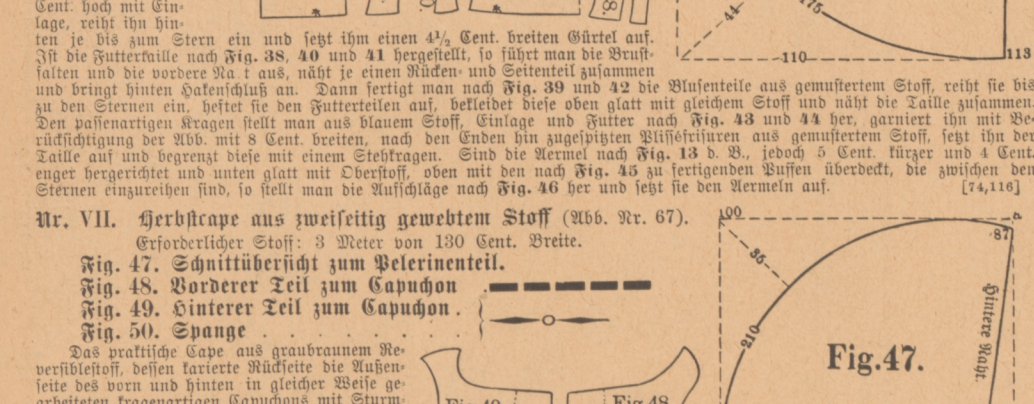 Cent. hoch mit Ein-
lage, reiht ihn hin-
ten je bis zum Stern ein und setzt ihm einen 4½ Cent. breiten Gürtel auf.
Ist die Futtertaille nach Fig. 38, 40 und 41 hergestellt, so führt man die Brust-
falten und die vordere Na t aus, näht je einen Rücken- und Seitenteil zusammen
und bringt hinten Hakenschluß an. Dann fertigt man nach Fig. 39 und 42 die Blusenteile aus gemustertem Stoff, reiht sie bis
zu den Sternen ein, heftet sie den Futterteilen auf, bekleidet diese oben glatt mit gleichem Stoff und näht die Taille zusammen
Den passenartigen Kragen stellt man aus blauem Stoff, Einlage und Futter nach Fig. 43 und 44 her, garniert ihn mit Be-
rücksichtigung der Abb. mit 8 Cent. breiten, nach den Enden hin zugespitzten Plisséfrisuren aus gemustertem Stoff, setzt ihn der
Taille auf und begrenzt diese mit einem Stehkragen. Sind die Aermel nach Fig. 13 d. B., jedoch 5 Cent. kürzer und 4 Cent.
enger hergerichtet und unten glatt mit Oberstoff, oben mit den nach Fig. 45 zu fertigenden Puffen überdeckt, die zwischen den
Sternen einzureihen sind, so stellt man die Aufschläge nach Fig. 46 her und setzt sie den Aermeln auf. [74,116]
44
175
110
113
Nr. VII. Herbstcape aus zweiseitig gewebtem Stoff (Abb. Nr. 67).
Erforderlicher Stoff: 3 Meter von 130 Cent. Breite.
Fig. 47. Schnittübersicht zum Pelerinenteil.
Fig. 48. Vorderer Teil zum Capuchon
Fig. 49. Hinterer Teil zum Capuchon.
Fig. 50. Spange . . . . . .
Das praktische Cape aus graubraunem Re-
versiblestoff, dessen karierte Rückseite die Außen-
seite des vorn und hinten in gleicher Weise ge-
arbeiteten kragenartigen Capuchons mit Sturm-
Fig. 49
Fig. 48
100
87
95
210
Hintere Naht.
Fig. 47.